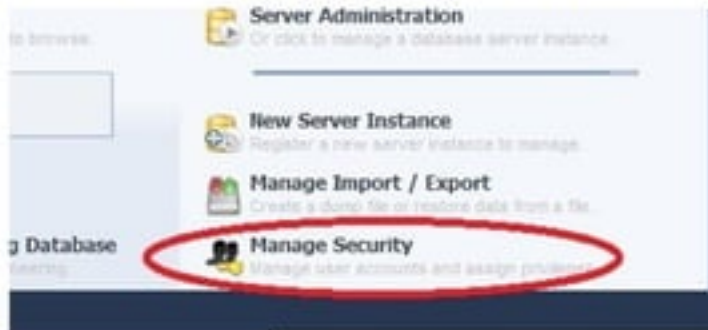 Server Administration
Or click to manage a database server instance.
to browse.
New Server Instance
Register a new server instance to manage.
Manage Import / Export
Create a dump file or restore data from a file.
g Database
neering
Manage Security
Manage user accounts and assign privileges.